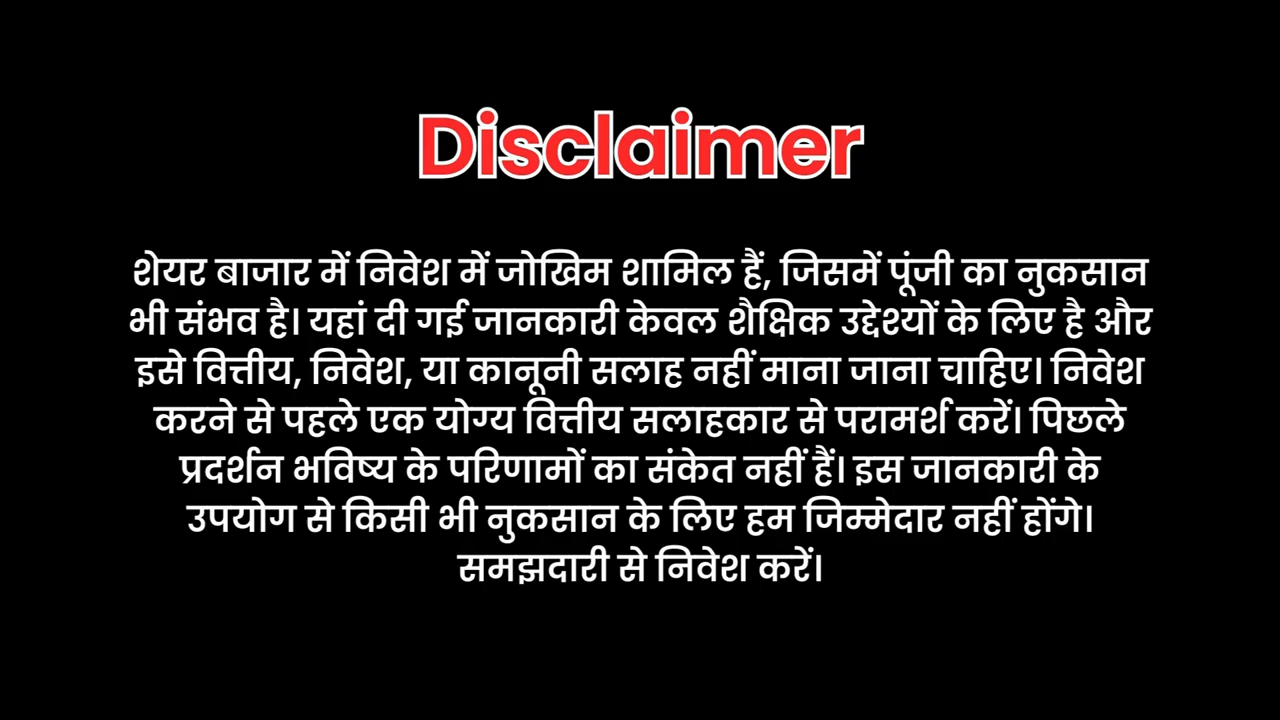 Disclaimer
शेयर बाजार में निवेश में जोखिम शामिल हैं, जिसमें पूंजी का नुकसान
भी संभव है। यहां दी गई जानकारी केवल शैक्षिक उद्देश्यों के लिए है और
इसे वित्तीय, निवेश, या कानूनी सलाह नहीं माना जाना चाहिए। निवेश
करने से पहले एक योग्य वित्तीय सलाहकार से परामर्श करें। पिछले
प्रदर्शन भविष्य के परिणामों का संकेत नहीं हैं। इस जानकारी के
उपयोग से किसी भी नुकसान के लिए हम जिम्मेदार नहीं होंगे।
समझदारी से निवेश करें।